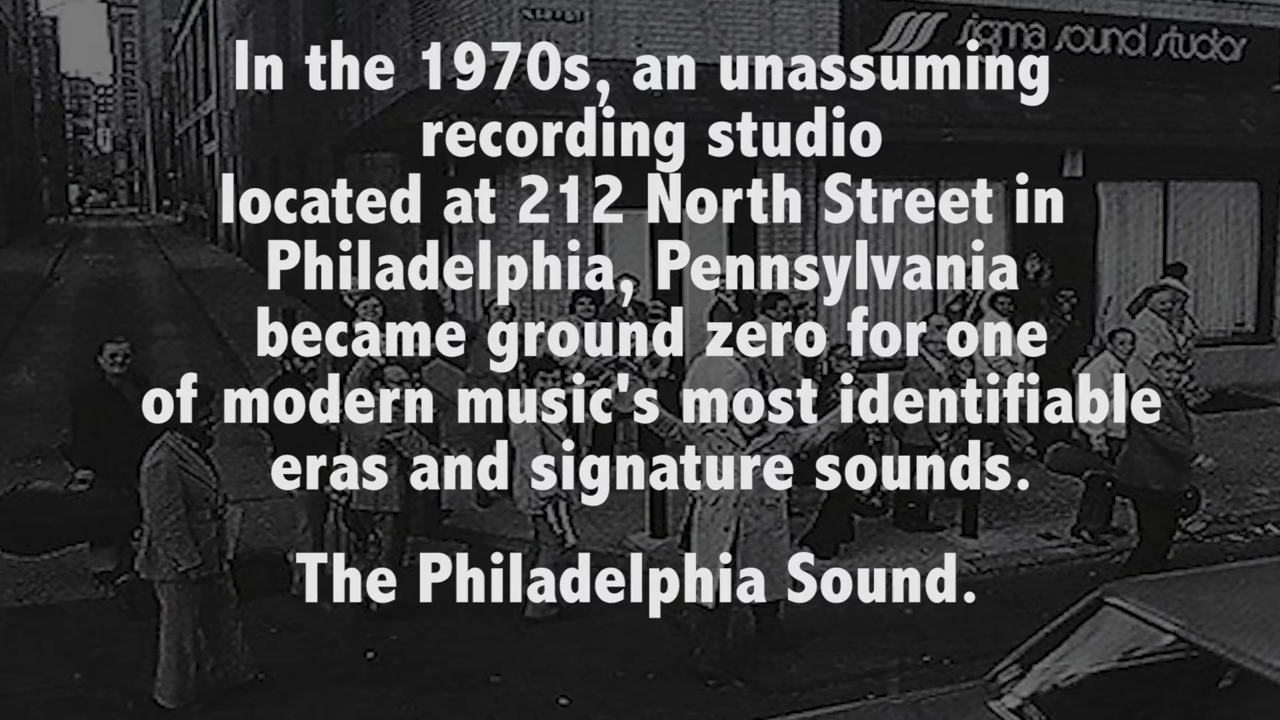 sigma sound studios
In the 1970s, an unassuming
recording studio
located at 212 North Street in
Philadelphia, Pennsylvania
became ground zero for one
of modern music's most identifiable
eras and signature sounds.
The Philadelphia Sound.